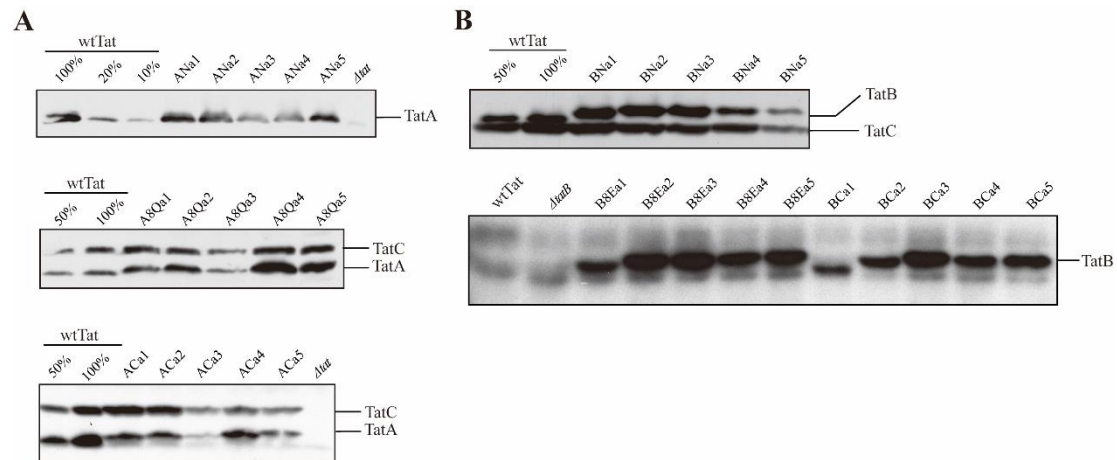 A
wtTat
100% 20% 10% ANa1 ANa2 ANa3 ANa4 ANa5 Δtat
TatA
wtTat
50% 100% A8Qa1 A8Qa2 A8Qa3 A8Qa4 A8Qa5
TatC
TatA
wtTat
50% 100% ACa1 ACa2 ACa3 ACa4 ACa5 Δtat
TatC
TatA
B
wtTat
50% 100% BNa1 BNa2 BNa3 BNa4 BNa5
TatB
TatC
wtTat ΔtatB B8Ea1 B8Ea2 B8Ea3 B8Ea4 B8Ea5 BCa1 BCa2 BCa3 BCa4 BCa5
TatB